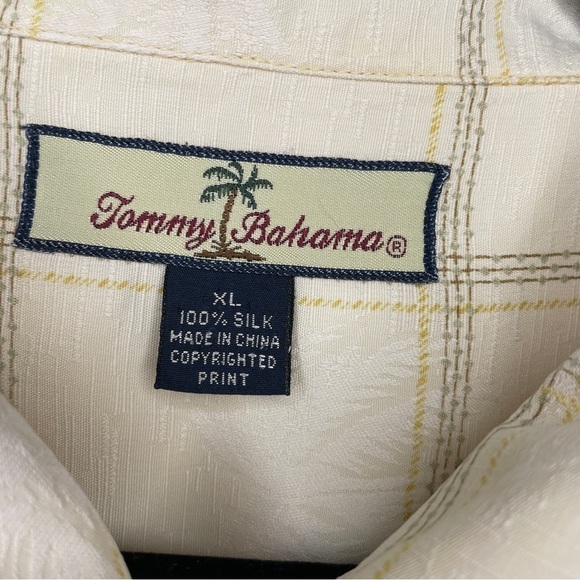 Tommy Bahama®
XL
100% SILK
MADE IN CHINA
COPYRIGHTED
PRINT